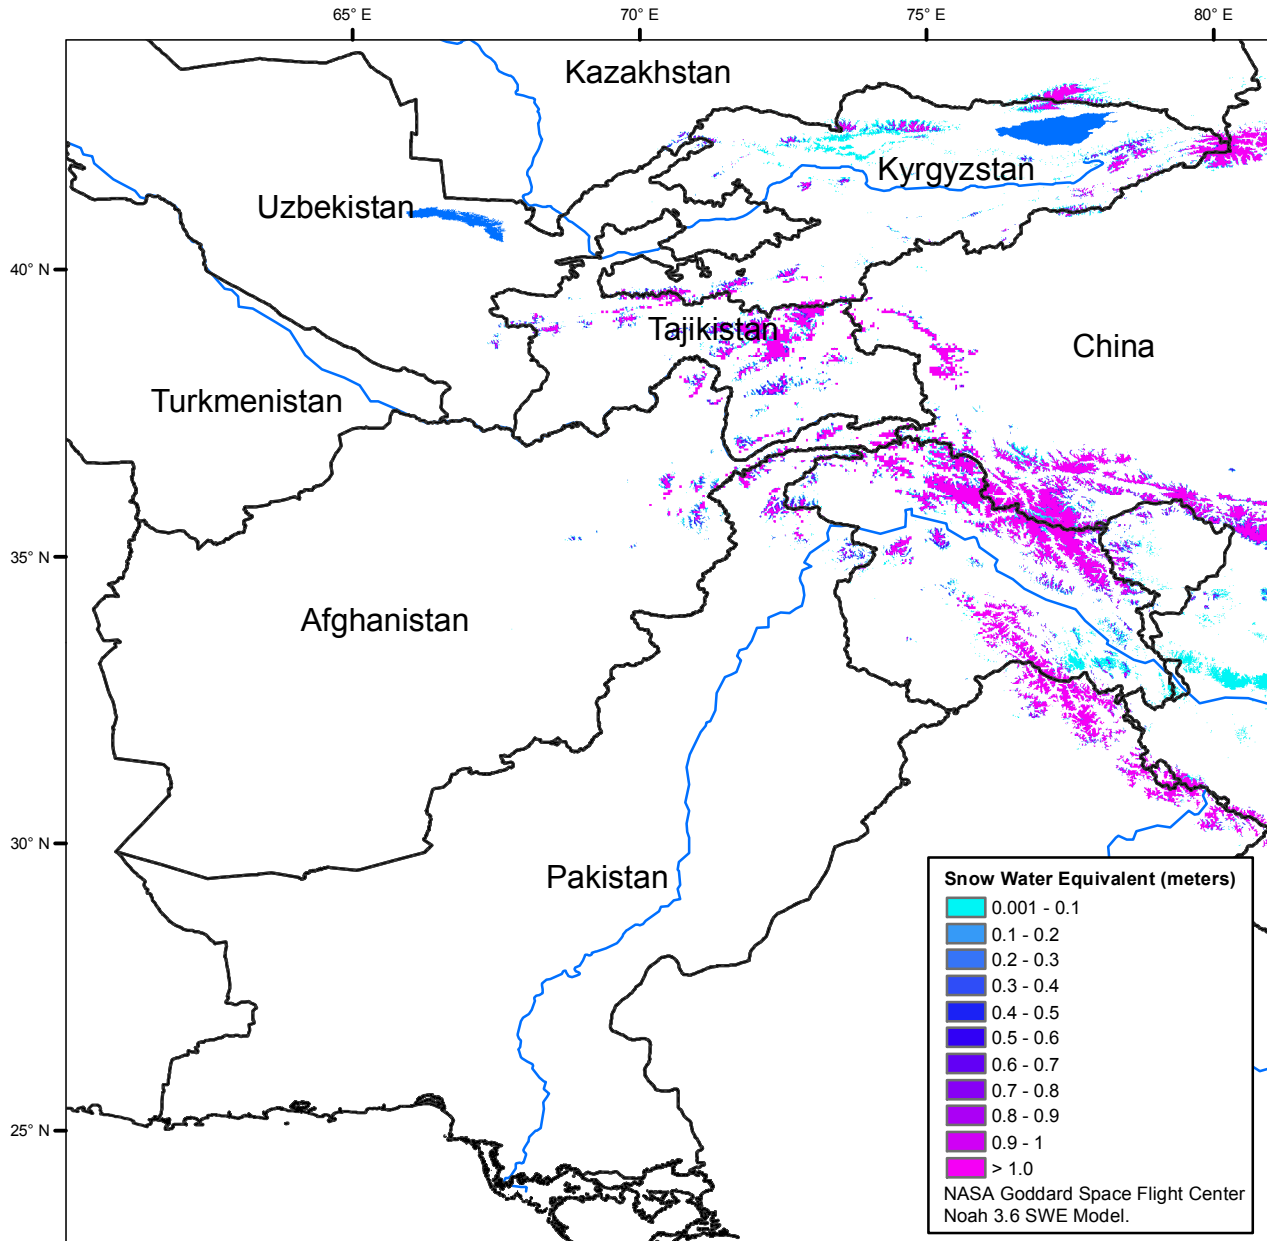 65° E
70° E
75° E
80° E
Kazakhstan
Kyrgyzstan
Uzbekistan
40° N
Tajikistan
China
Turkmenistan
35° N
Afghanistan
30° N
Pakistan
25° N
Snow Water Equivalent (meters)
0.001 - 0.1
0.1 - 0.2
0.2 - 0.3
0.3 - 0.4
0.4 - 0.5
0.5 - 0.6
0.6 - 0.7
0.7 - 0.8
0.8 - 0.9
0.9 - 1
> 1.0
NASA Goddard Space Flight Center
Noah 3.6 SWE Model.